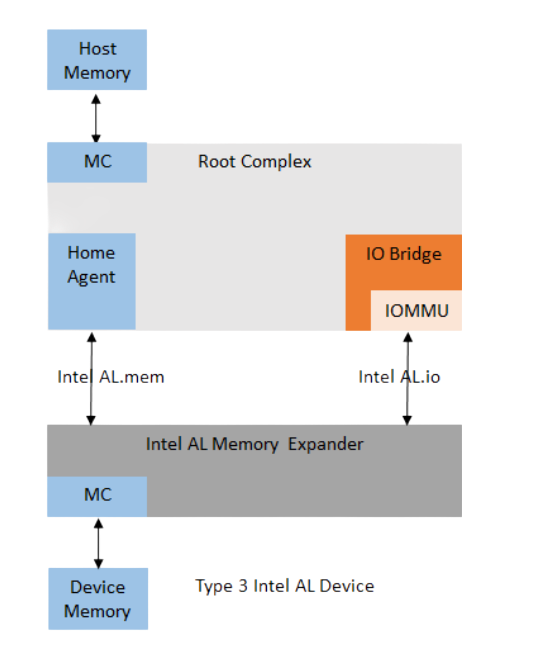 Host
Memory
MC
Root Complex
Home
Agent
IO Bridge
IOMMU
Intel AL.mem
Intel AL.io
Intel AL Memory Expander
MC
Device
Memory
Type 3 Intel AL Device